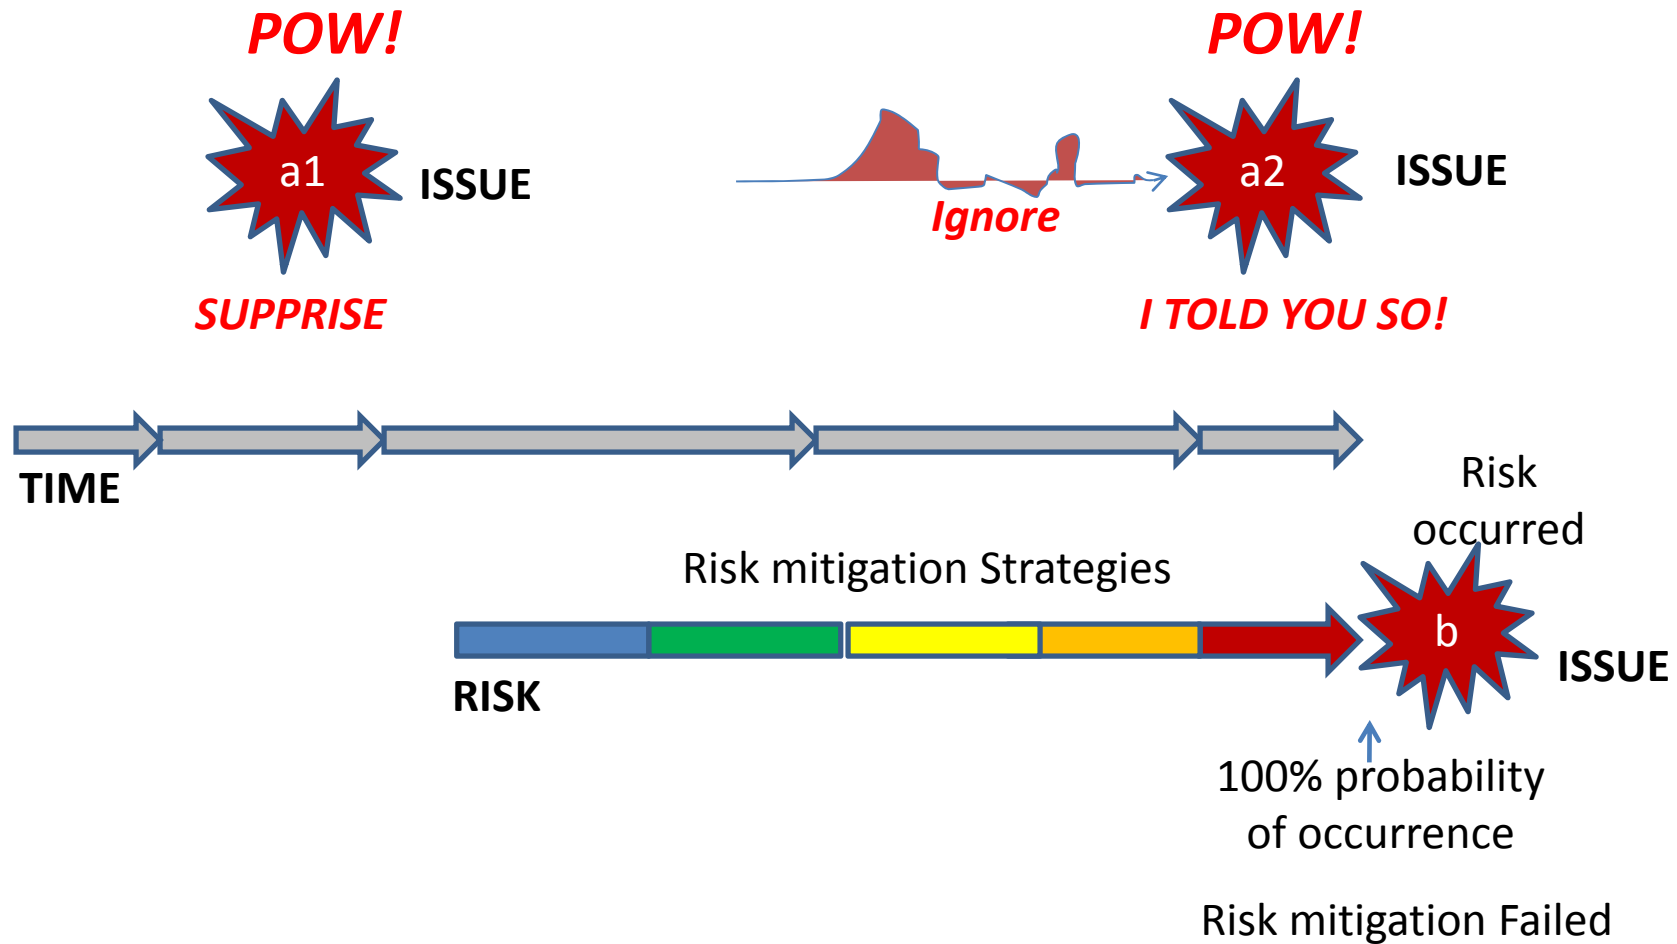 POW!
POW!
a1
ISSUE
a2
ISSUE
Ignore
SUPPRISE
I TOLD YOU SO!
TIME
Risk
occurred
Risk mitigation Strategies
b
ISSUE
RISK
100% probability
of occurrence
Risk mitigation Failed